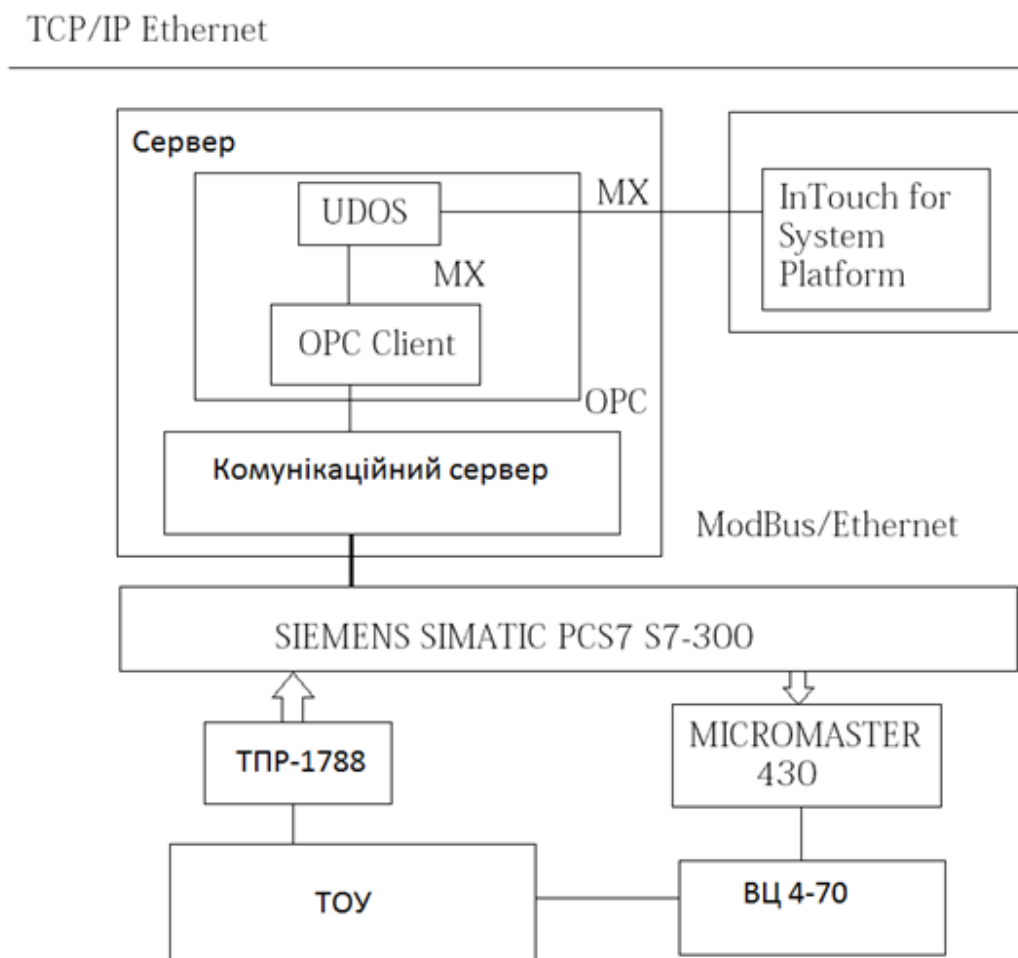 TCP/IP Ethernet
Сервер
UDOS
MX
InTouch for
System
Platform
MX
OPC Client
OPC
Комунікаційний сервер
ModBus/Ethernet
SIEMENS SIMATIC PCS7 S7-300
ТПР-1788
MICROMASTER
430
ТОУ
ВЦ 4-70